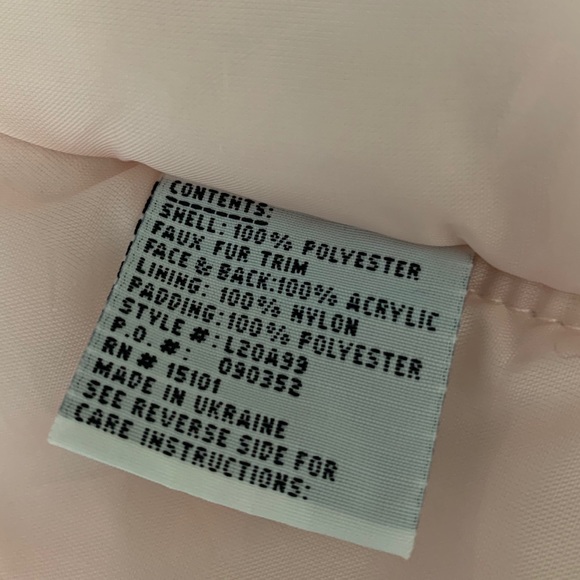 CONTENTS:
SHELL: 100% POLYESTER
FAUX FUR TRIM
FACE & BACK:100% ACRYLIC
LINING: 100% NYLON
PADDING: 100% POLYESTER
STYLE #: L20A99
P.O. #: 090352
RN # 15101
MADE IN UKRAINE
SEE REVERSE SIDE FOR
CARE INSTRUCTIONS: